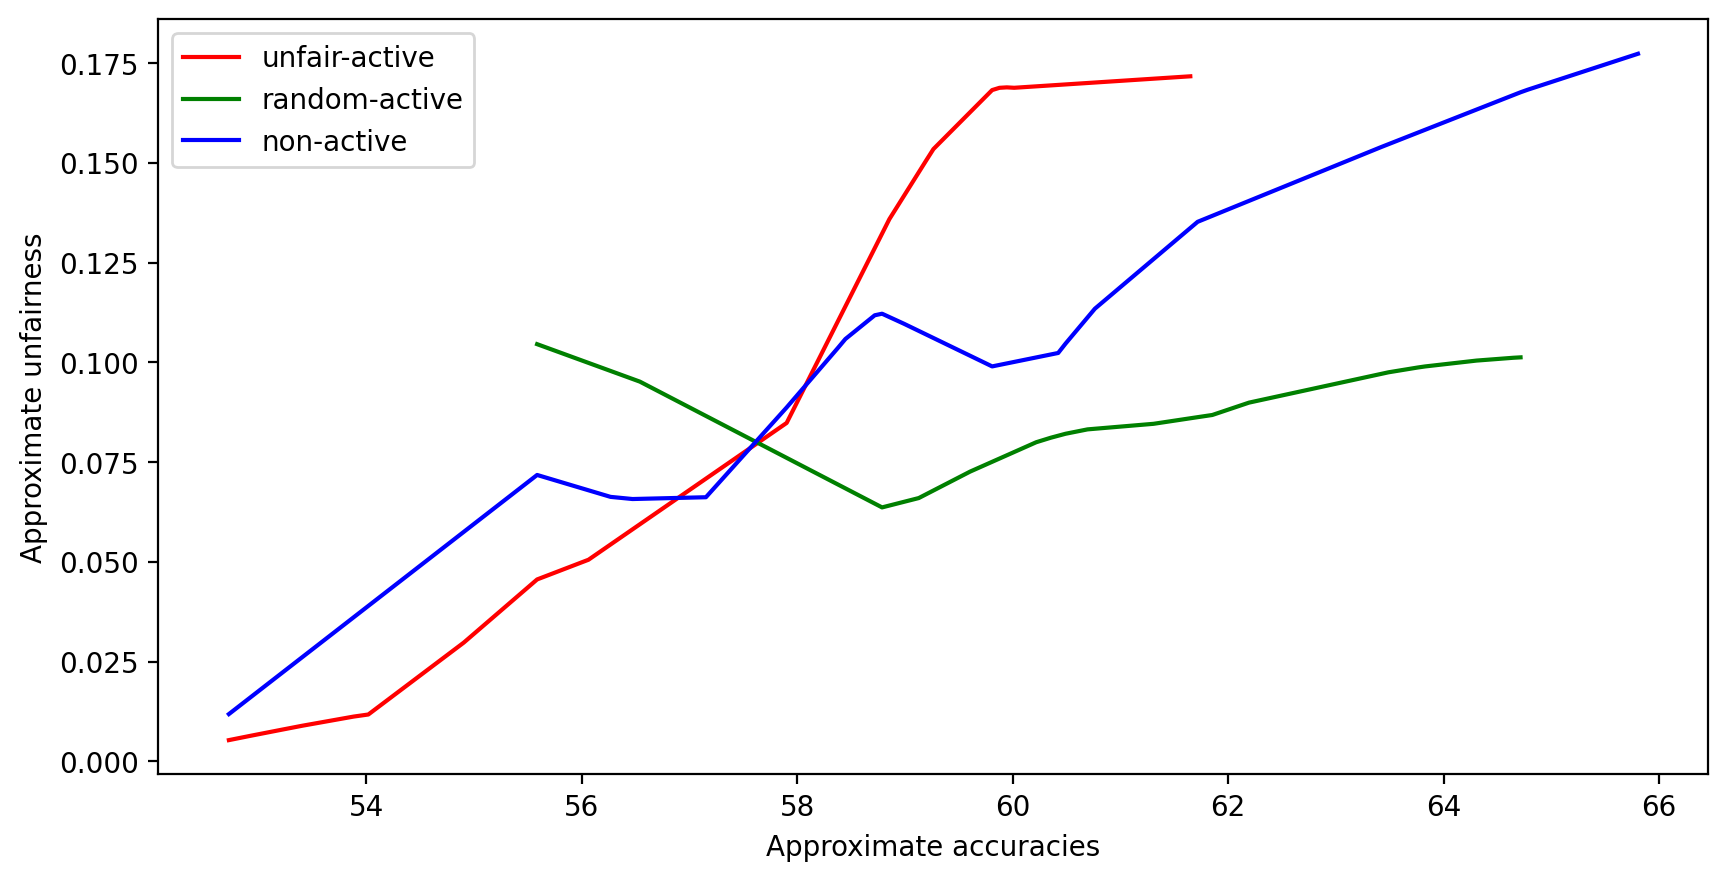 unfair-active
random-active
non-active
Approximate unfairness
0.175
0.150
0.125
0.100
0.075
0.050
0.025
0.000
54 56 58 60 62 64 66
Approximate accuracies